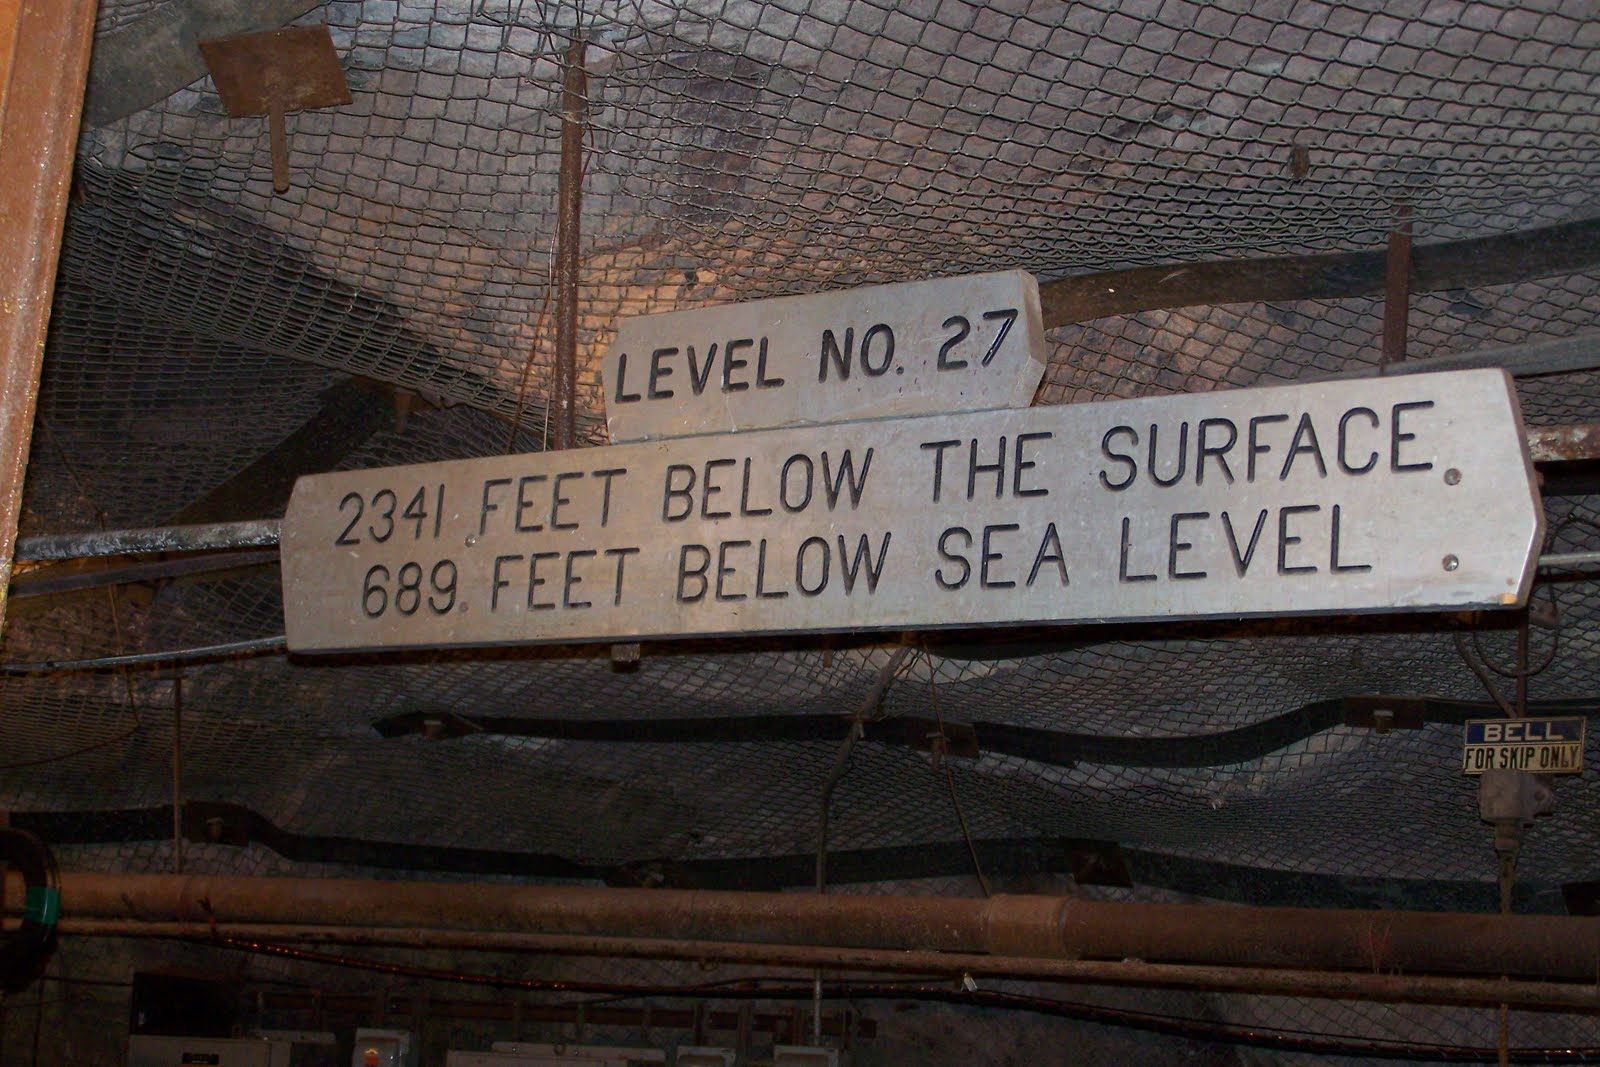 LEVEL NO. 27
2341 FEET BELOW THE SURFACE
689 FEET BELOW SEA LEVEL
BELL
FOR SKIP ONLY